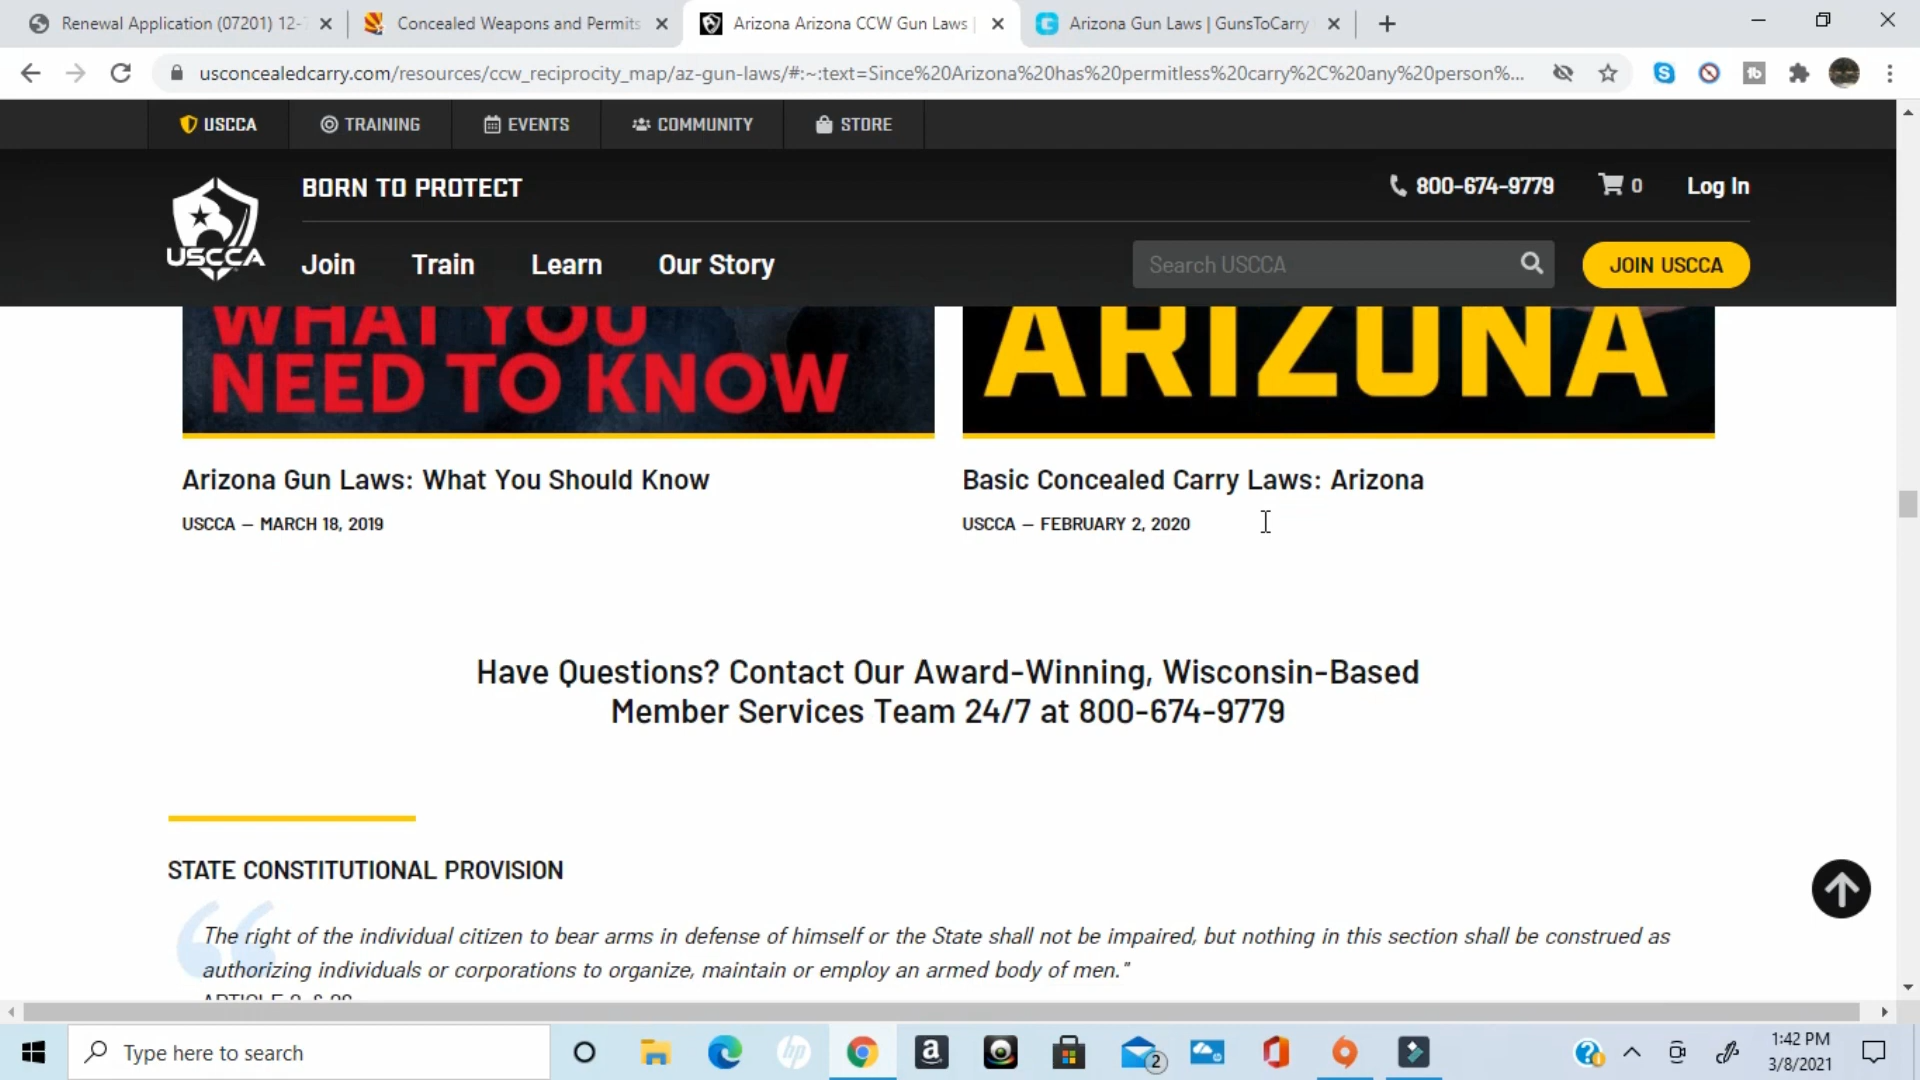 Renewal Application (07201) 12-
Concealed Weapons and Permits
Arizona Arizona CCW Gun Laws |
Arizona Gun Laws | GunsToCarry
usconcealedcarry.com/resources/ccw_reciprocity_map/az-gun-laws/#:~:text=Since%20Arizona%20has%20permitless%20carry%2C%20any%20person%...
USCCA
TRAINING
EVENTS
COMMUNITY
STORE
BORN TO PROTECT
800-674-9779
0
Log In
USCCA
Join
Train
Learn
Our Story
Search USCCA
JOIN USCCA
WHAT YOU
NEED TO KNOW
ARIZONA
Arizona Gun Laws: What You Should Know
USCCA – MARCH 18, 2019
Basic Concealed Carry Laws: Arizona
USCCA – FEBRUARY 2, 2020
Have Questions? Contact Our Award-Winning, Wisconsin-Based
Member Services Team 24/7 at 800-674-9779
STATE CONSTITUTIONAL PROVISION
The right of the individual citizen to bear arms in defense of himself or the State shall not be impaired, but nothing in this section shall be construed as
authorizing individuals or corporations to organize, maintain or employ an armed body of men."
Type here to search
2
1:42 PM
3/8/2021